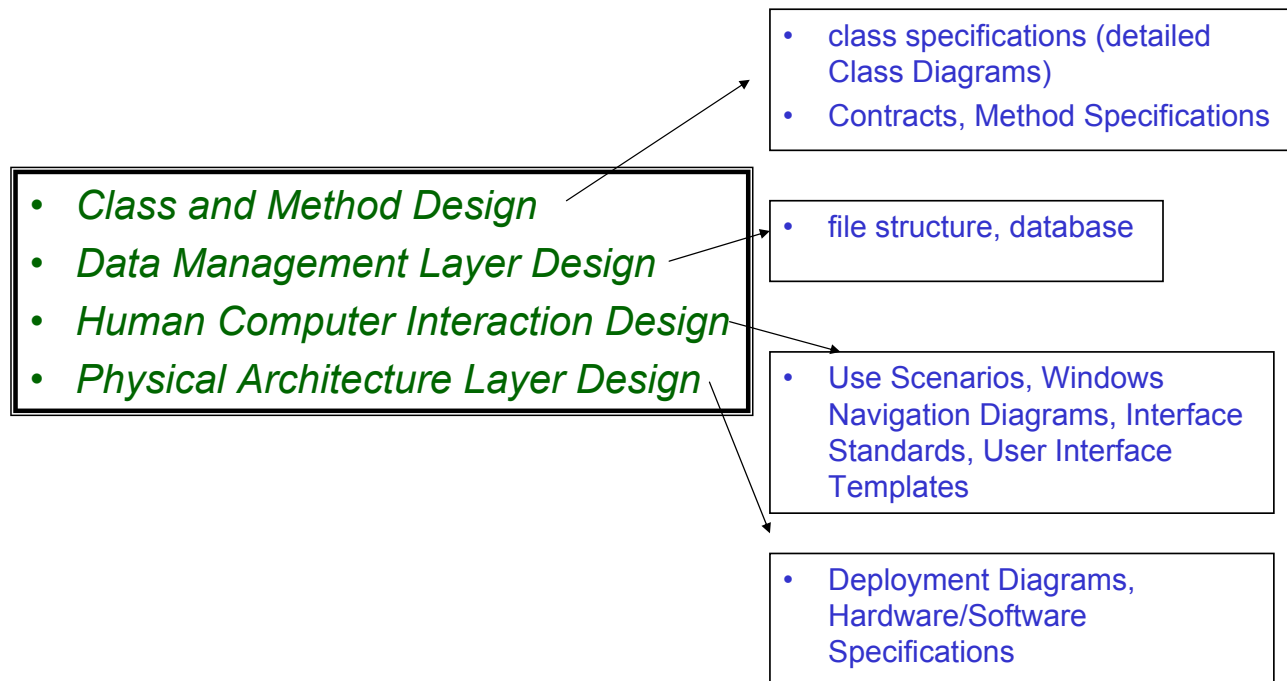 • class specifications (detailed
Class Diagrams)
• Contracts, Method Specifications
• Class and Method Design
• Data Management Layer Design
• Human Computer Interaction Design
• Physical Architecture Layer Design
• file structure, database
• Use Scenarios, Windows
Navigation Diagrams, Interface
Standards, User Interface
Templates
• Deployment Diagrams,
Hardware/Software
Specifications